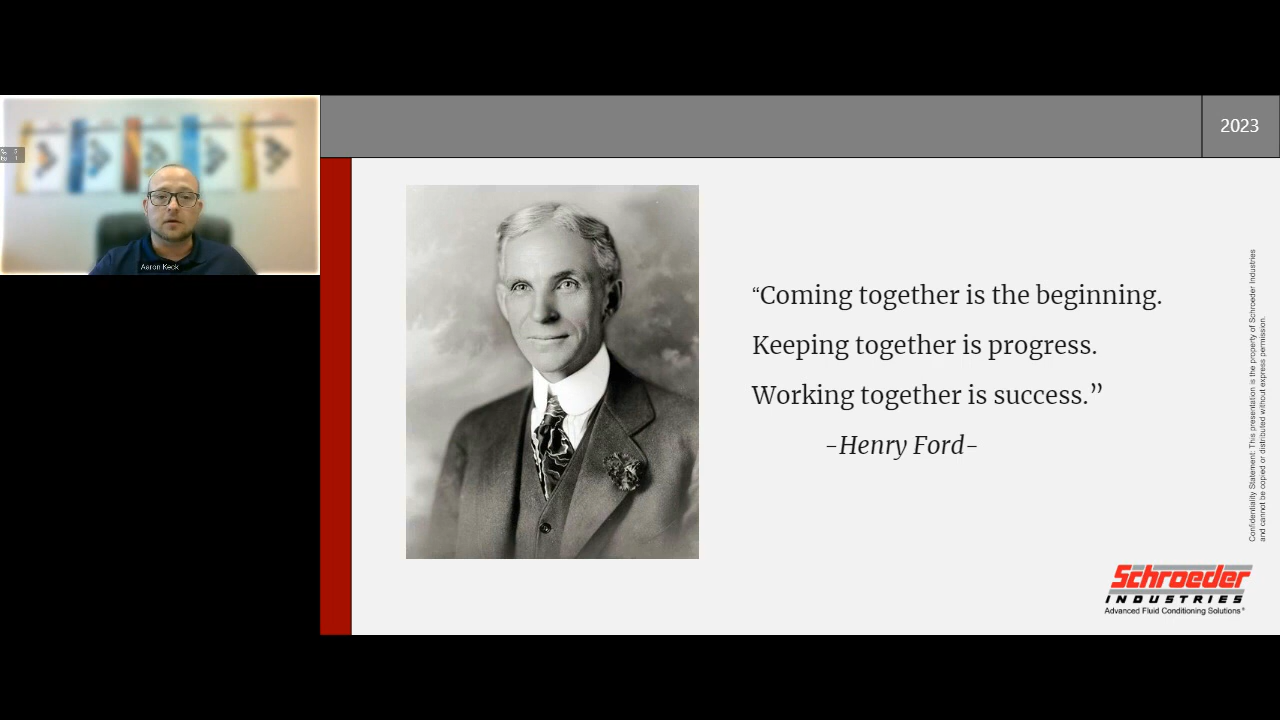 Aaron Keck
2023
“Coming together is the beginning.
Keeping together is progress.
Working together is success.”
-Henry Ford-
Confidentiality Statement: This presentation is the property of Schroeder Industries
and cannot be copied or distributed without express permission.
Schroeder
INDUSTRIES
Advanced Fluid Conditioning Solutions®